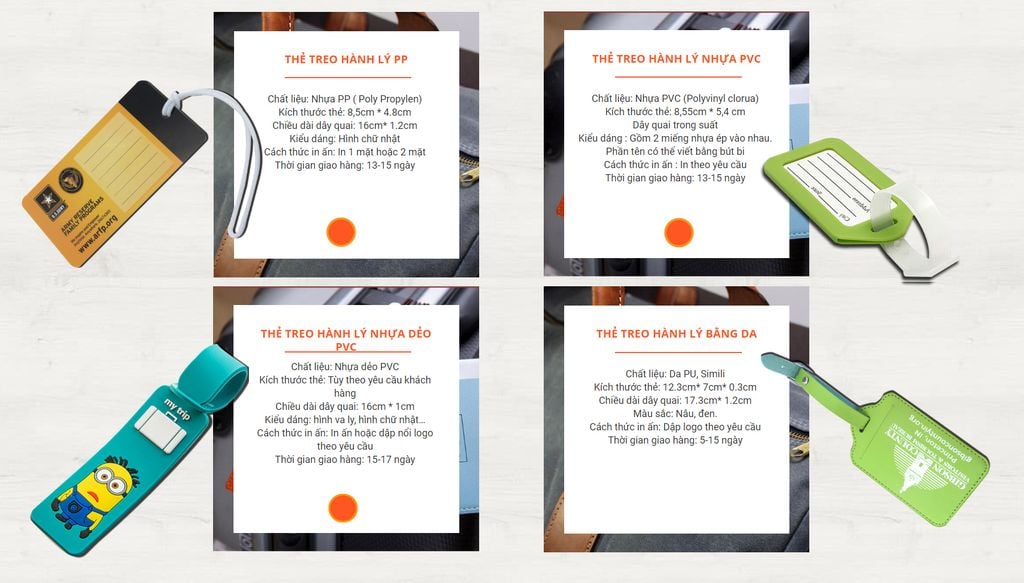 THẺ TREO HÀNH LÝ PP
Chất liệu: Nhựa PP ( Poly Propylen)
Kích thước thẻ: 8,5cm * 4.8cm
Chiều dài dây quai: 16cm* 1.2cm
Kiểu dáng: Hình chữ nhật
Cách thức in ấn: In 1 mặt hoặc 2 mặt
Thời gian giao hàng: 13-15 ngày
ARMY RESERVE
FAMILY PROGRAMS
www.arfp.org
THẺ TREO HÀNH LÝ NHỰA PVC
Chất liệu: Nhựa PVC (Polyvinyl clorua)
Kích thước thẻ: 8,55cm * 5,4 cm
Dây quai trong suất
Kiểu dáng : Gồm 2 miếng nhựa ép vào nhau.
Phần tên có thể viết bằng bút bi
Cách thức in ấn : In theo yêu cầu
Thời gian giao hàng: 13-15 ngày
THẺ TREO HÀNH LÝ NHỰA DẺO
PVC
Chất liệu: Nhựa dẻo PVC
Kích thước thẻ: Tùy theo yêu cầu khách
hàng
Chiều dài dây quai: 16cm * 1cm
Kiểu dáng: hình va ly, hình chữ nhật...
Cách thức in ấn: In ấn hoặc dập nổi logo
theo yêu cầu
Thời gian giao hàng: 15-17 ngày
my trip
THẺ TREO HÀNH LÝ BẰNG DA
Chất liệu: Da PU, Simili
Kích thước thẻ: 12.3cm* 7cm* 0.3cm
Chiều dài dây quai: 17.3cm* 1.2cm
Màu sắc: Nâu, đen.
Cách thức in ấn: Dập logo theo yêu cầu
Thời gian giao hàng: 5-15 ngày
GIBSON COUNTY
VISITORS & TOURISM BUREAU
Princeton, IN
gibsoncountyin.org